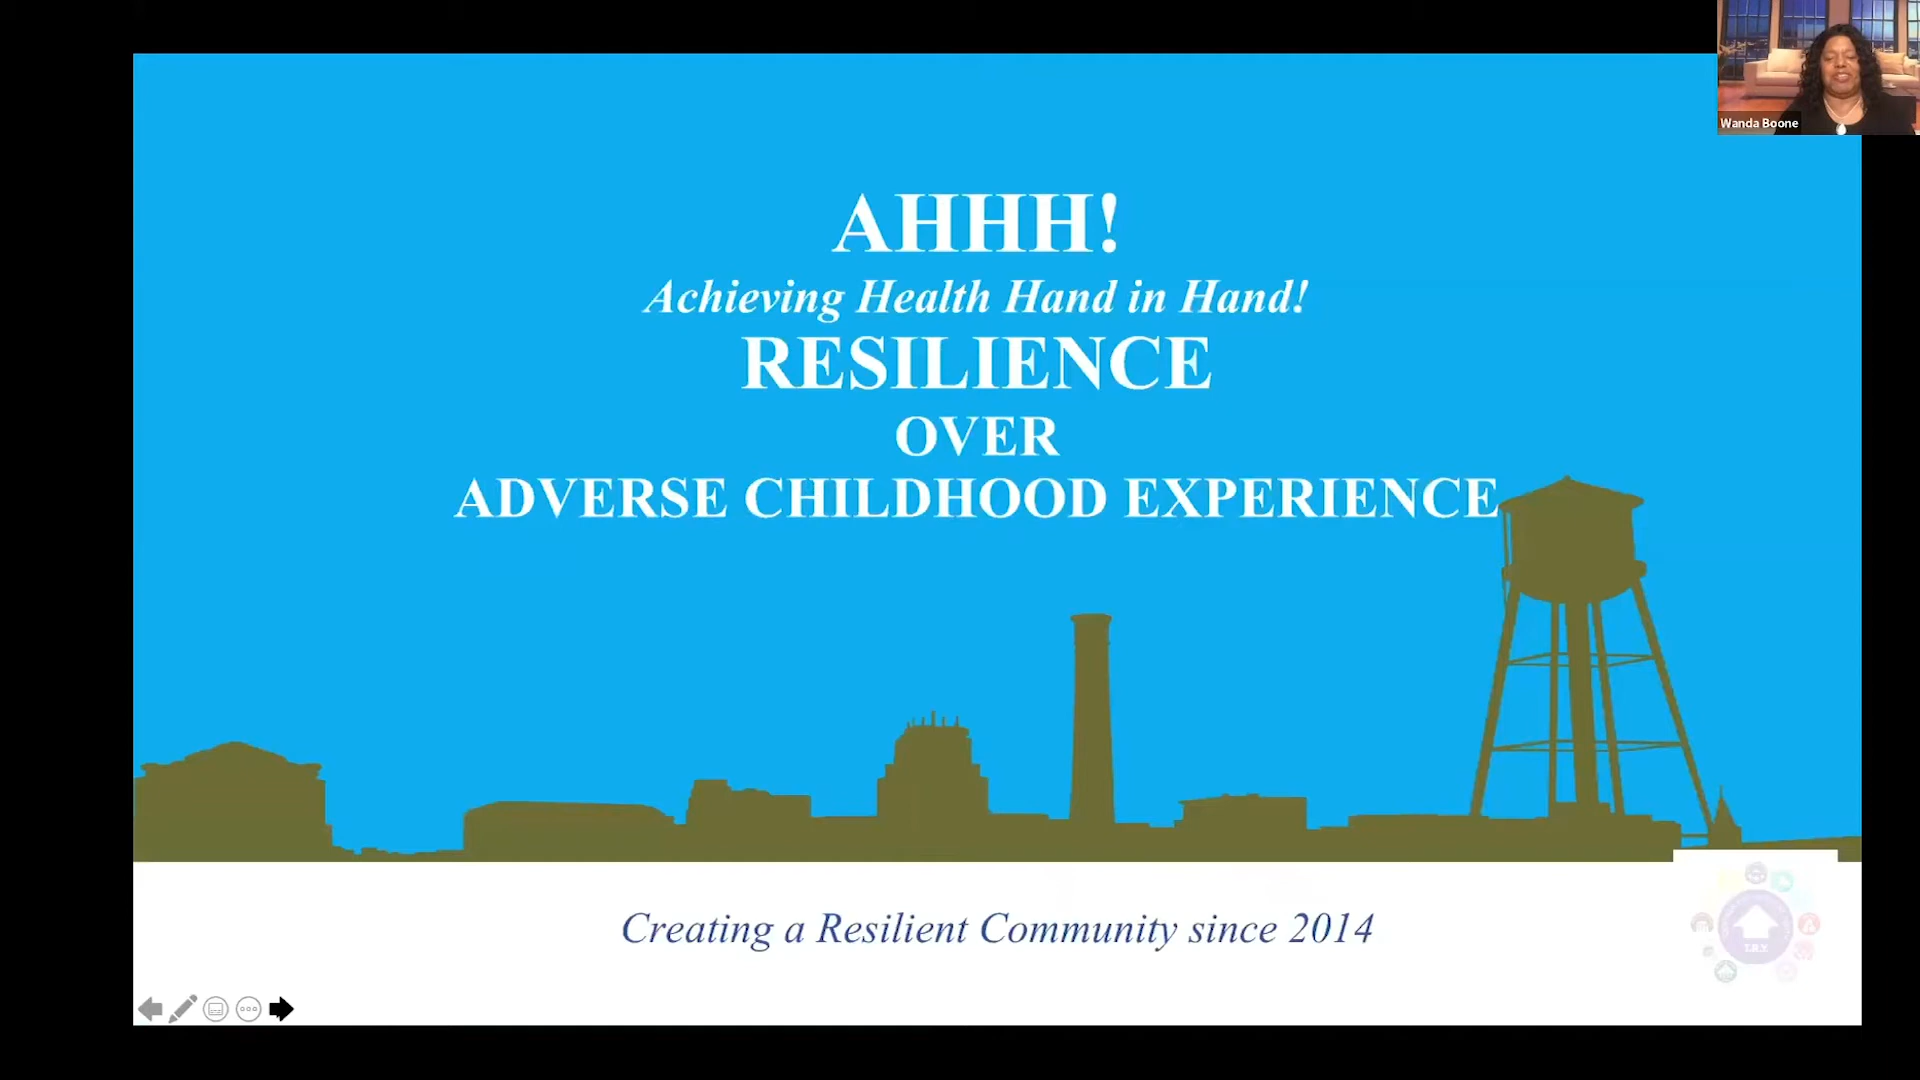 Wanda Boone
AHHH!
Achieving Health Hand in Hand!
RESILIENCE
OVER
ADVERSE CHILDHOOD EXPERIENCE
Creating a Resilient Community since 2014
T.R.Y.